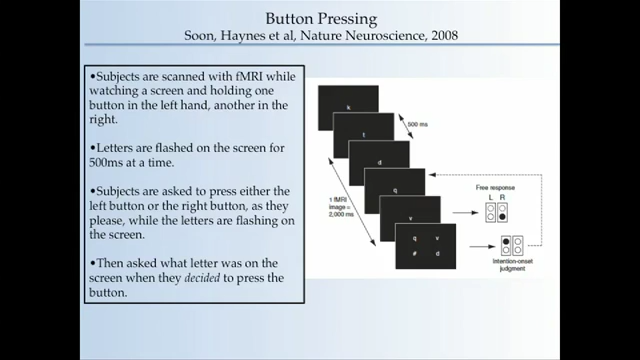 Button Pressing
Soon, Haynes et al, Nature Neuroscience, 2008
•Subjects are scanned with fMRI while
watching a screen and holding one
button in the left hand, another in the
right.
•Letters are flashed on the screen for
500ms at a time.
•Subjects are asked to press either the
left button or the right button, as they
please, while the letters are flashing on
the screen.
•Then asked what letter was on the
screen when they decided to press the
button.
k
t
500 ms
d
q
1 fMRI
image =
2,000 ms
v
Free response
L R
q v
# d
Intention-onset
judgment